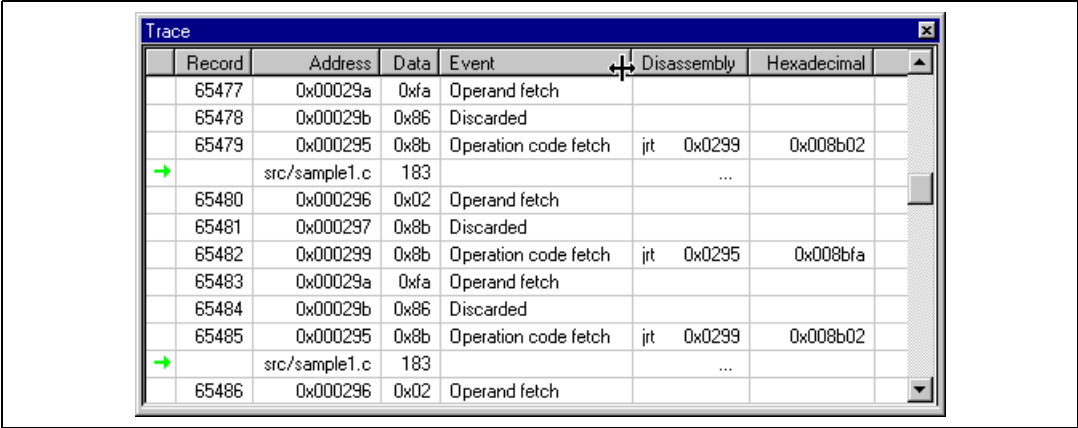 Trace
Record Address Data Event Disassembly Hexadecimal
65477 0x00029a 0xfa Operand fetch
65478 0x00029b 0x86 Discarded
65479 0x000295 0x8b Operation code fetch jrt 0x0299 0x008b02
src/sample1.c 183 ...
65480 0x000296 0x02 Operand fetch
65481 0x000297 0x8b Discarded
65482 0x000299 0x8b Operation code fetch jrt 0x0295 0x008bfa
65483 0x00029a 0xfa Operand fetch
65484 0x00029b 0x86 Discarded
65485 0x000295 0x8b Operation code fetch jrt 0x0299 0x008b02
src/sample1.c 183 ...
65486 0x000296 0x02 Operand fetch